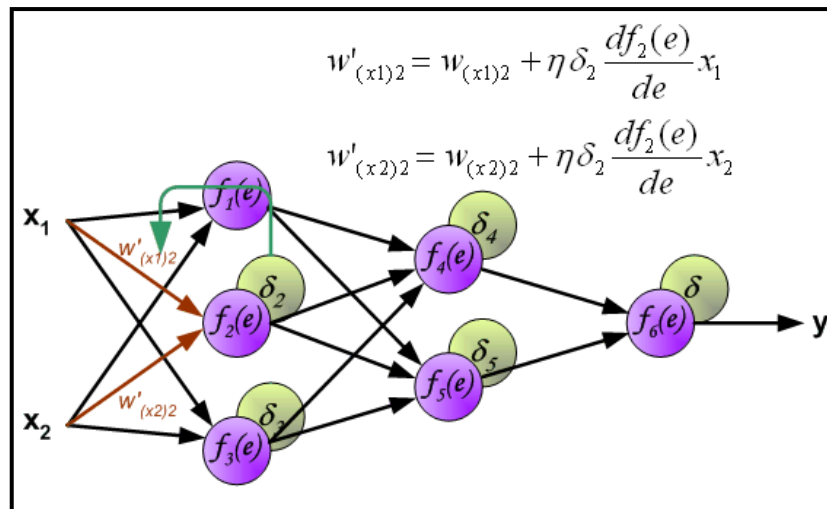 w'(x1)2 = w(x1)2 + η δ2 df2(e)/de x1
w'(x2)2 = w(x2)2 + η δ2 df2(e)/de x2
f1(e)
x1
w'(x1)2
δ4
f4(e)
δ2
f2(e)
δ
f6(e)
y
δ5
f5(e)
w'(x2)2
x2
δ3
f3(e)